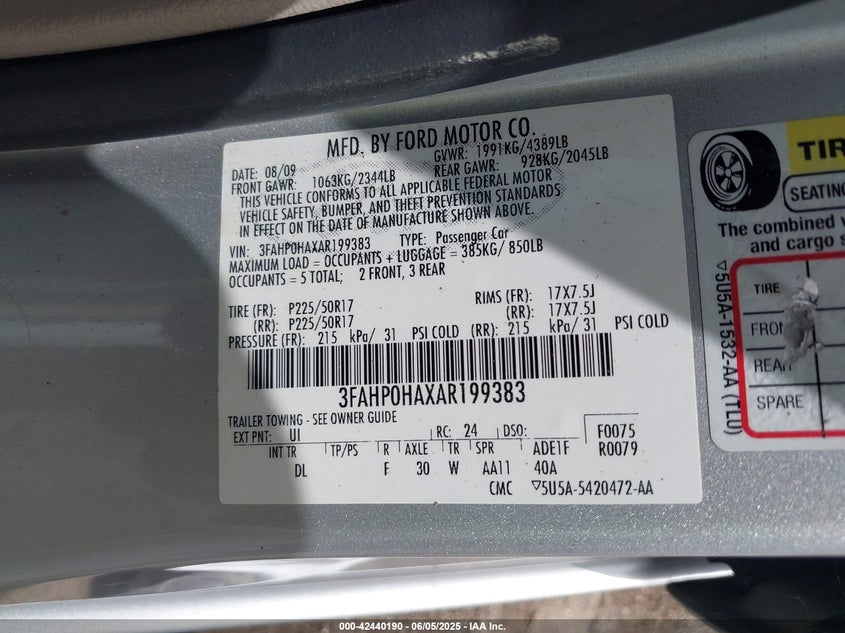 MFD. BY FORD MOTOR CO.
DATE: 08/09
GVWR: 1991KG/4389LB
FRONT GAWR: 1063KG/2344LB
REAR GAWR: 928KG/2045LB
THIS VEHICLE CONFORMS TO ALL APPLICABLE FEDERAL MOTOR
VEHICLE SAFETY, BUMPER, AND THEFT PREVENTION STANDARDS
IN EFFECT ON THE DATE OF MANUFACTURE SHOWN ABOVE.
VIN: 3FAHP0HAXAR199383 TYPE: Passenger Car
MAXIMUM LOAD = OCCUPANTS + LUGGAGE = 385KG/ 850LB
OCCUPANTS = 5 TOTAL; 2 FRONT, 3 REAR
TIRE (FR): P225/50R17 RIMS (FR): 17X7.5J
(RR): P225/50R17 (RR): 17X7.5J
PRESSURE (FR): 215 kPa/ 31 PSI COLD (RR): 215 kPa/ 31 PSI COLD
3FAHP0HAXAR199383
TRAILER TOWING - SEE OWNER GUIDE
EXT PNT: UI RC: 24 DSO: F0075
INT TR TP/PS R AXLE TR SPR ADE1F R0079
DL F 30 W AA11 40A
CMC ▽5U5A-5420472-AA
TIR
SEATING
The combined
and cargo
▽5U5A-1532-AA (TLU)
TIRE
FRON
REAR
SPARE
000-42440190 - 06/05/2025 - IAA Inc.